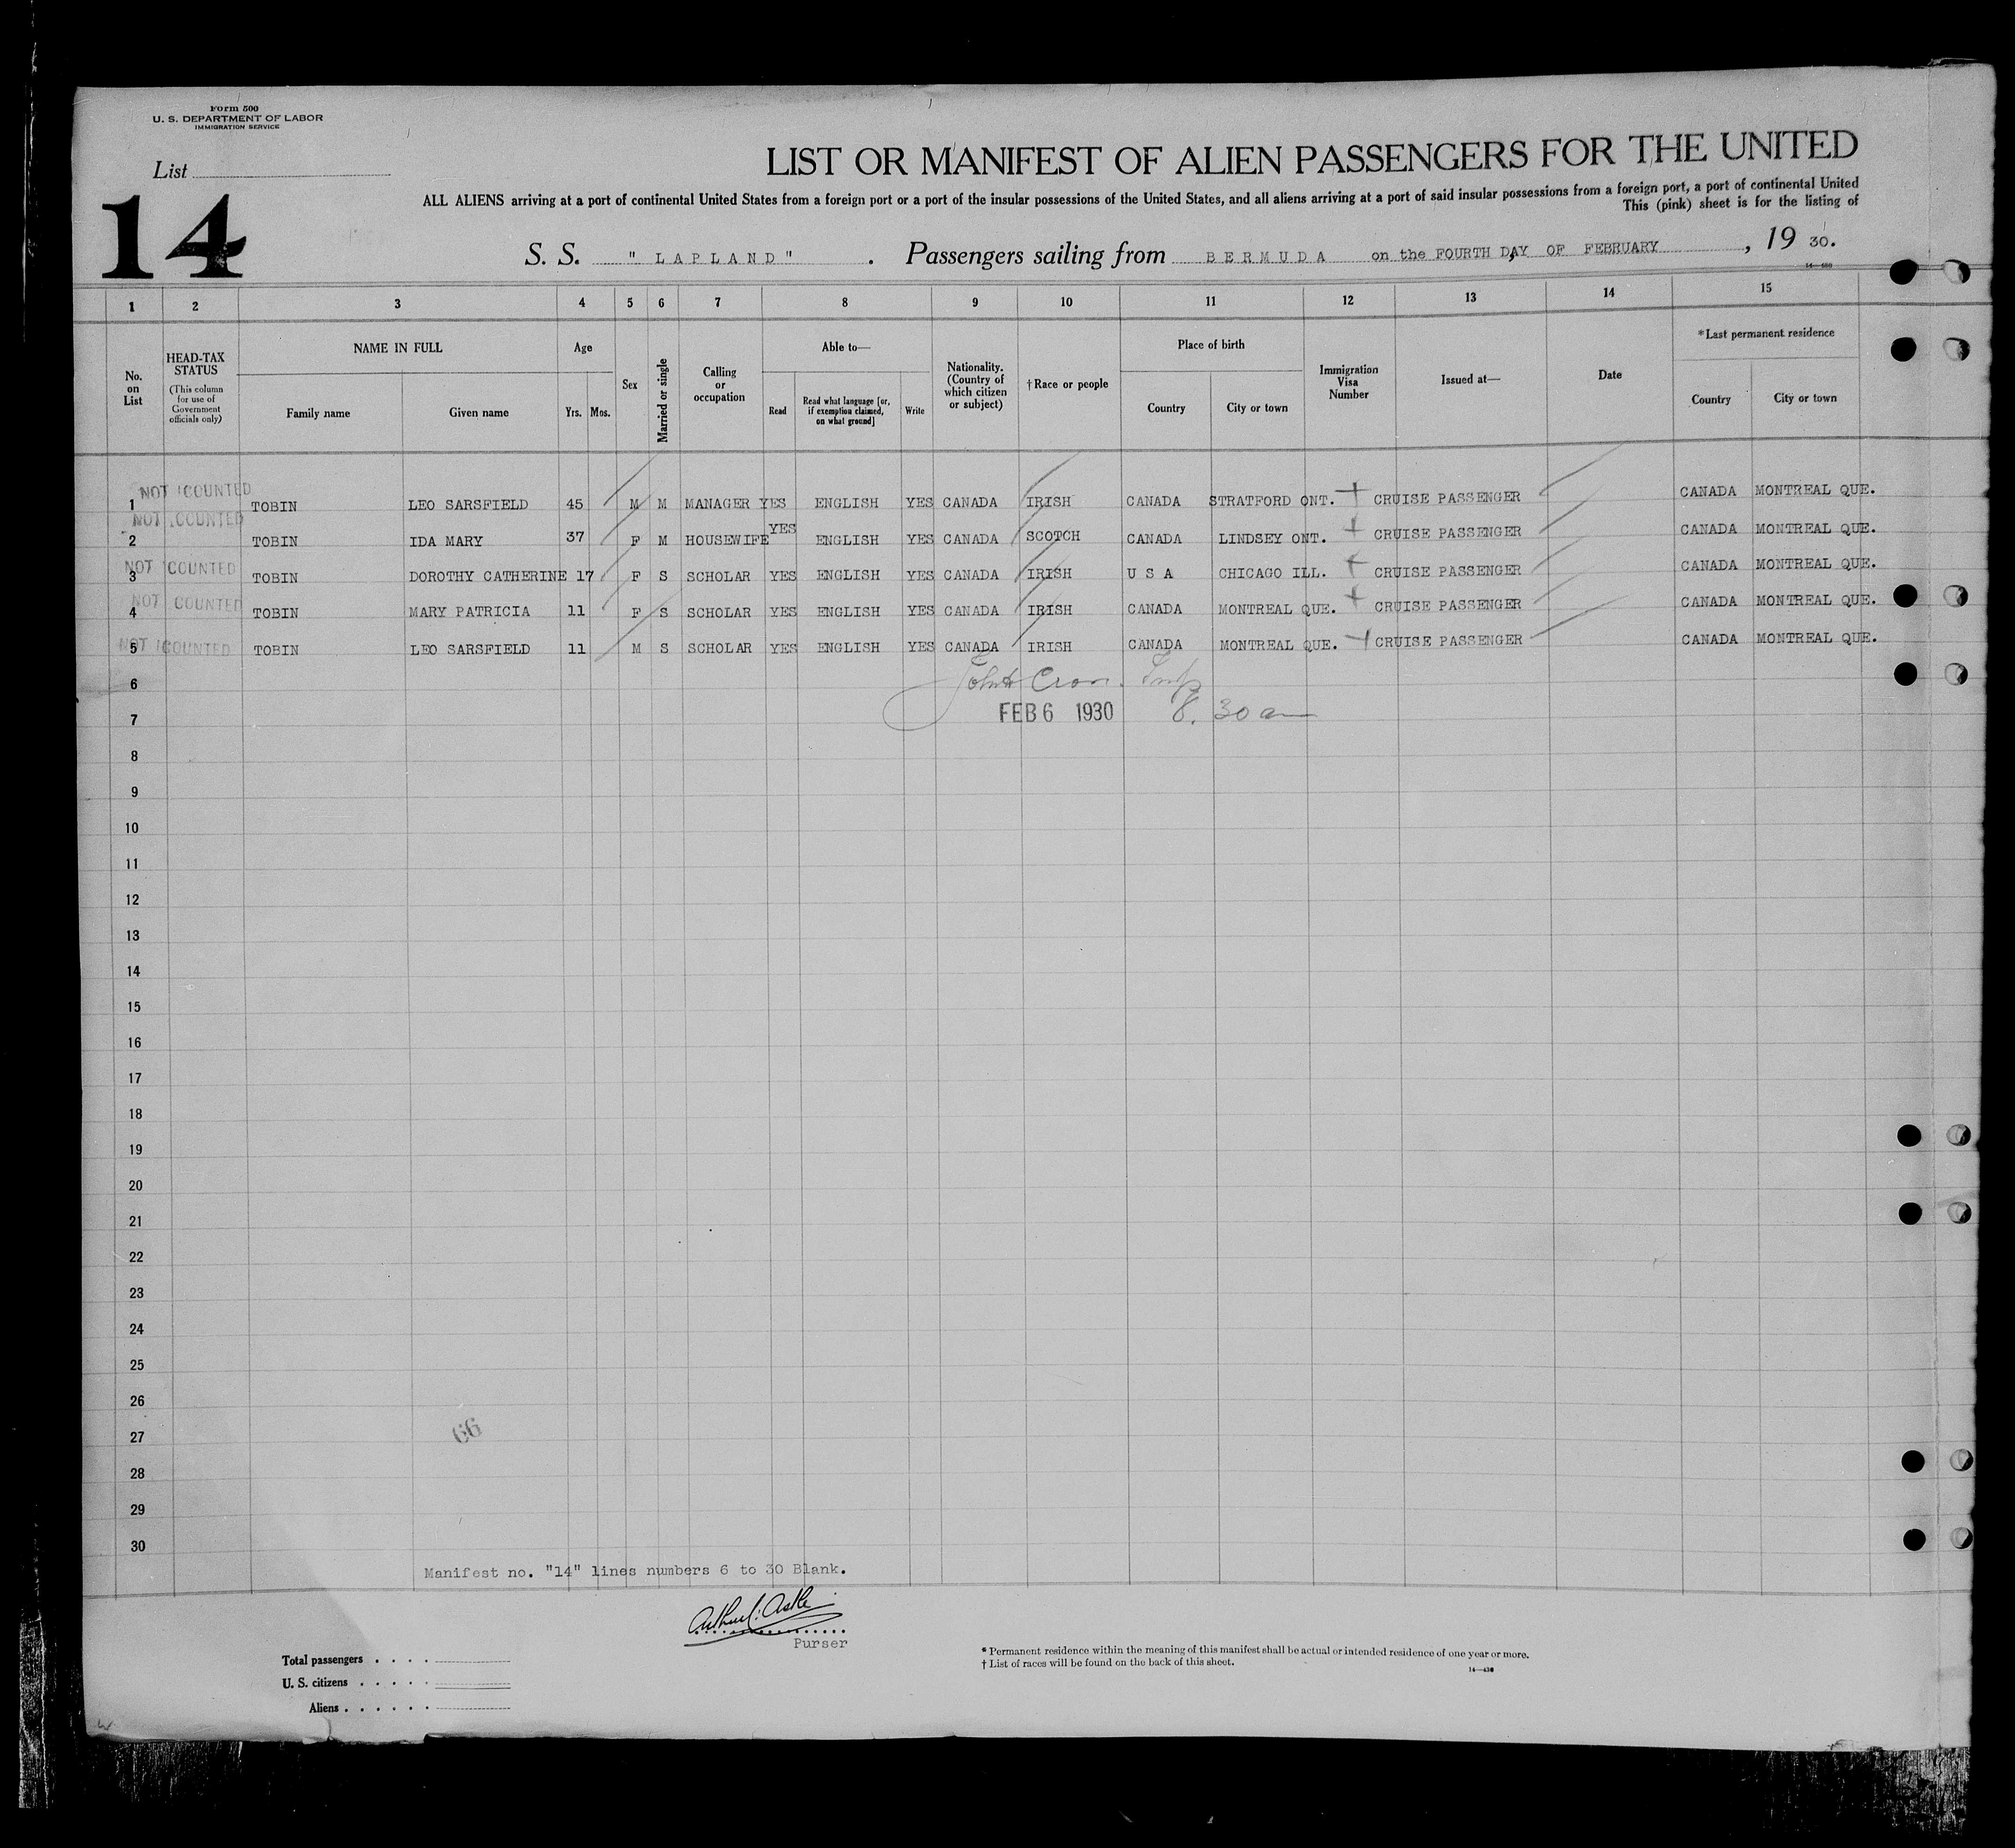 Form 500
U. S. DEPARTMENT OF LABOR
IMMIGRATION SERVICE
List
14
LIST OR MANIFEST OF ALIEN PASSENGERS FOR THE UNITED
ALL ALIENS arriving at a port of continental United States from a foreign port or a port of the insular possessions of the United States, and all aliens arriving at a port of said insular possessions from a foreign port, a port of continental United
This (pink) sheet is for the listing of
S. S. "LAPLAND". Passengers sailing from BERMUDA on the FOURTH DAY OF FEBRUARY, 19 30.
1 2 3 4 5 6 7 8 9 10 11 12 13 14 15
No. on List
HEAD-TAX STATUS
(This column for use of Government officials only)
NAME IN FULL
Family name
Given name
Age
Yrs.
Mos.
Sex
Married or single
Calling or occupation
Able to—
Read
Read what language [or, if exemption claimed, on what ground]
Write
Nationality. (Country of which citizen or subject)
†Race or people
Place of birth
Country
City or town
Immigration Visa Number
Issued at—
Date
*Last permanent residence
Country
City or town
1 NOT COUNTED TOBIN LEO SARSFIELD 45 M M MANAGER YES ENGLISH YES CANADA IRISH CANADA STRATFORD ONT. CRUISE PASSENGER CANADA MONTREAL QUE.
2 NOT COUNTED TOBIN IDA MARY 37 F M HOUSEWIFE YES ENGLISH YES CANADA SCOTCH CANADA LINDSEY ONT. CRUISE PASSENGER CANADA MONTREAL QUE.
3 NOT COUNTED TOBIN DOROTHY CATHERINE 17 F S SCHOLAR YES ENGLISH YES CANADA IRISH U S A CHICAGO ILL. CRUISE PASSENGER CANADA MONTREAL QUE.
4 NOT COUNTED TOBIN MARY PATRICIA 11 F S SCHOLAR YES ENGLISH YES CANADA IRISH CANADA MONTREAL QUE. CRUISE PASSENGER CANADA MONTREAL QUE.
5 NOT COUNTED TOBIN LEO SARSFIELD 11 M S SCHOLAR YES ENGLISH YES CANADA IRISH CANADA MONTREAL QUE. CRUISE PASSENGER CANADA MONTREAL QUE.
6
7 FEB 6 1930 8.30 am
8
9
10
11
12
13
14
15
16
17
18
19
20
21
22
23
24
25
26
27
66
28
29
30
Manifest no. "14" lines numbers 6 to 30 Blank.
Purser
Total passengers
U. S. citizens
Aliens
* Permanent residence within the meaning of this manifest shall be actual or intended residence of one year or more.
† List of races will be found on the back of this sheet.